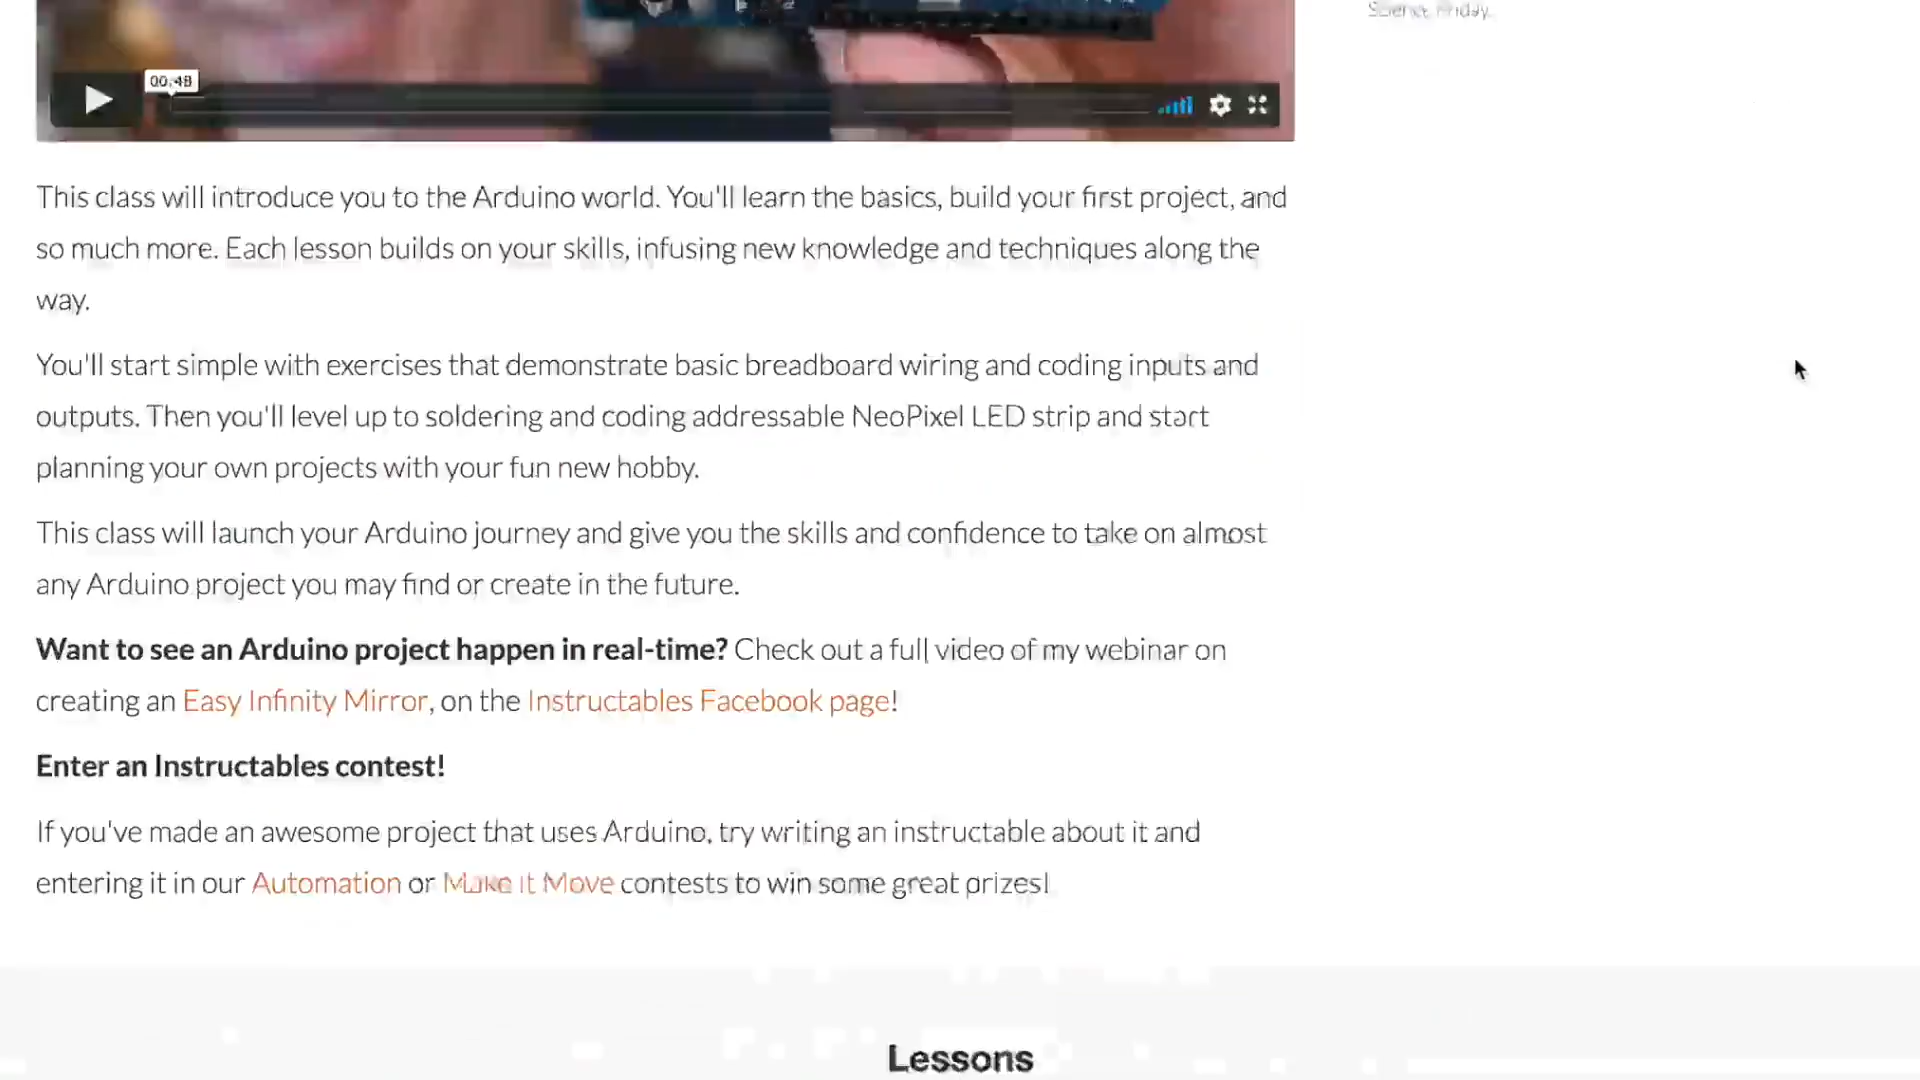 Science Friday.
00:48
This class will introduce you to the Arduino world. You'll learn the basics, build your first project, and
so much more. Each lesson builds on your skills, infusing new knowledge and techniques along the
way.
You'll start simple with exercises that demonstrate basic breadboard wiring and coding inputs and
outputs. Then you'll level up to soldering and coding addressable NeoPixel LED strip and start
planning your own projects with your fun new hobby.
This class will launch your Arduino journey and give you the skills and confidence to take on almost
any Arduino project you may find or create in the future.
Want to see an Arduino project happen in real-time? Check out a full video of my webinar on
creating an Easy Infinity Mirror, on the Instructables Facebook page!
Enter an Instructables contest!
If you've made an awesome project that uses Arduino, try writing an instructable about it and
entering it in our Automation or Make It Move contests to win some great prizes!
Lessons